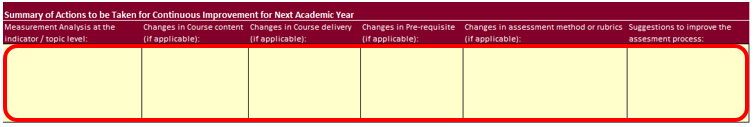 Summary of Actions to be Taken for Continuous Improvement for Next Academic Year
Measurement Analysis at the indicator / topic level:
Changes in Course content (if applicable):
Changes in Course delivery (if applicable):
Changes in Pre-requisite (if applicable):
Changes in assessment method or rubrics (if applicable):
Suggestions to improve the assesment process: